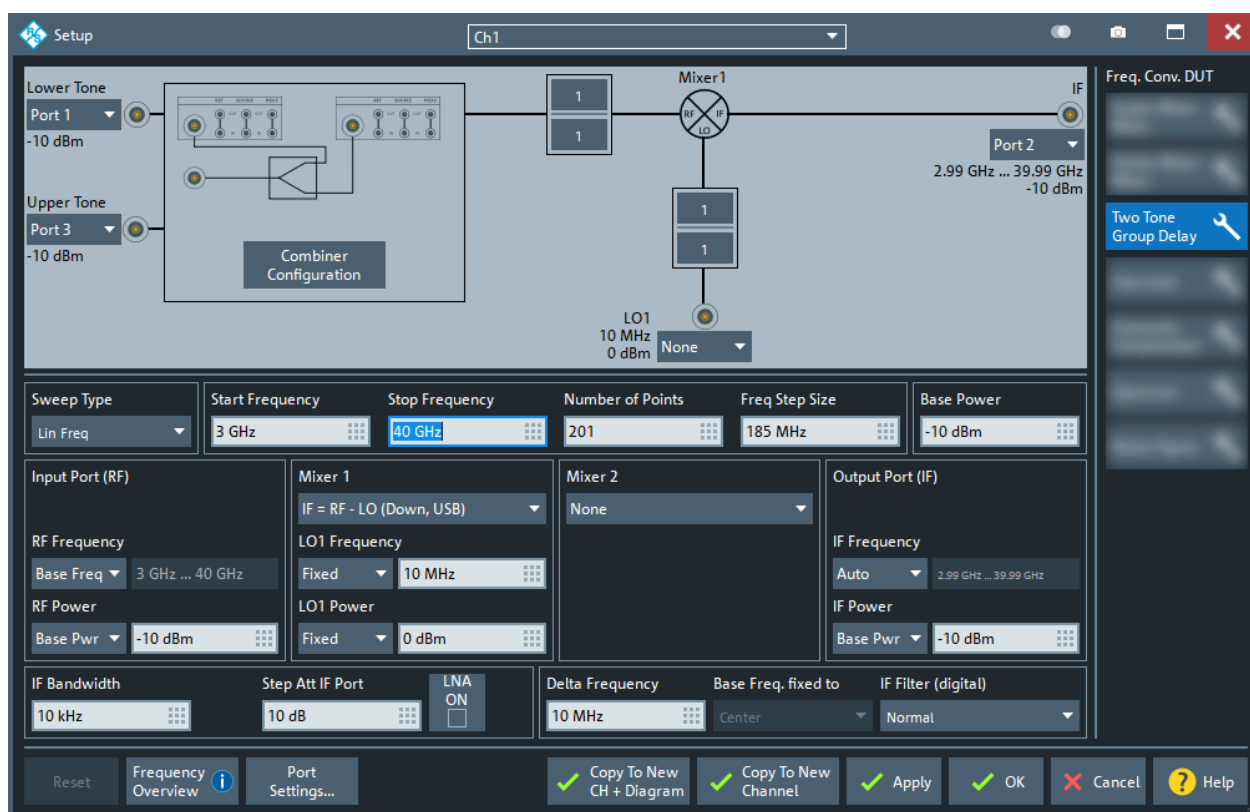 Setup
Ch1
Lower Tone
Port 1
-10 dBm
Upper Tone
Port 3
-10 dBm
Combiner
Configuration
1
1
Mixer1
RF
IF
LO
1
1
LO1
10 MHz
0 dBm
None
IF
Port 2
2.99 GHz ... 39.99 GHz
-10 dBm
Freq. Conv. DUT
Two Tone
Group Delay
Sweep Type
Lin Freq
Start Frequency
3 GHz
Stop Frequency
40 GHz
Number of Points
201
Freq Step Size
185 MHz
Base Power
-10 dBm
Input Port (RF)
RF Frequency
Base Freq
3 GHz ... 40 GHz
RF Power
Base Pwr
-10 dBm
Mixer 1
IF = RF - LO (Down, USB)
LO1 Frequency
Fixed
10 MHz
LO1 Power
Fixed
0 dBm
Mixer 2
None
Output Port (IF)
IF Frequency
Auto
2.99 GHz ... 39.99 GHz
IF Power
Base Pwr
-10 dBm
IF Bandwidth
10 kHz
Step Att IF Port
10 dB
LNA
ON
Delta Frequency
10 MHz
Base Freq. fixed to
Center
IF Filter (digital)
Normal
Reset
Frequency
Overview
Port
Settings...
Copy To New
CH + Diagram
Copy To New
Channel
Apply
OK
Cancel
Help